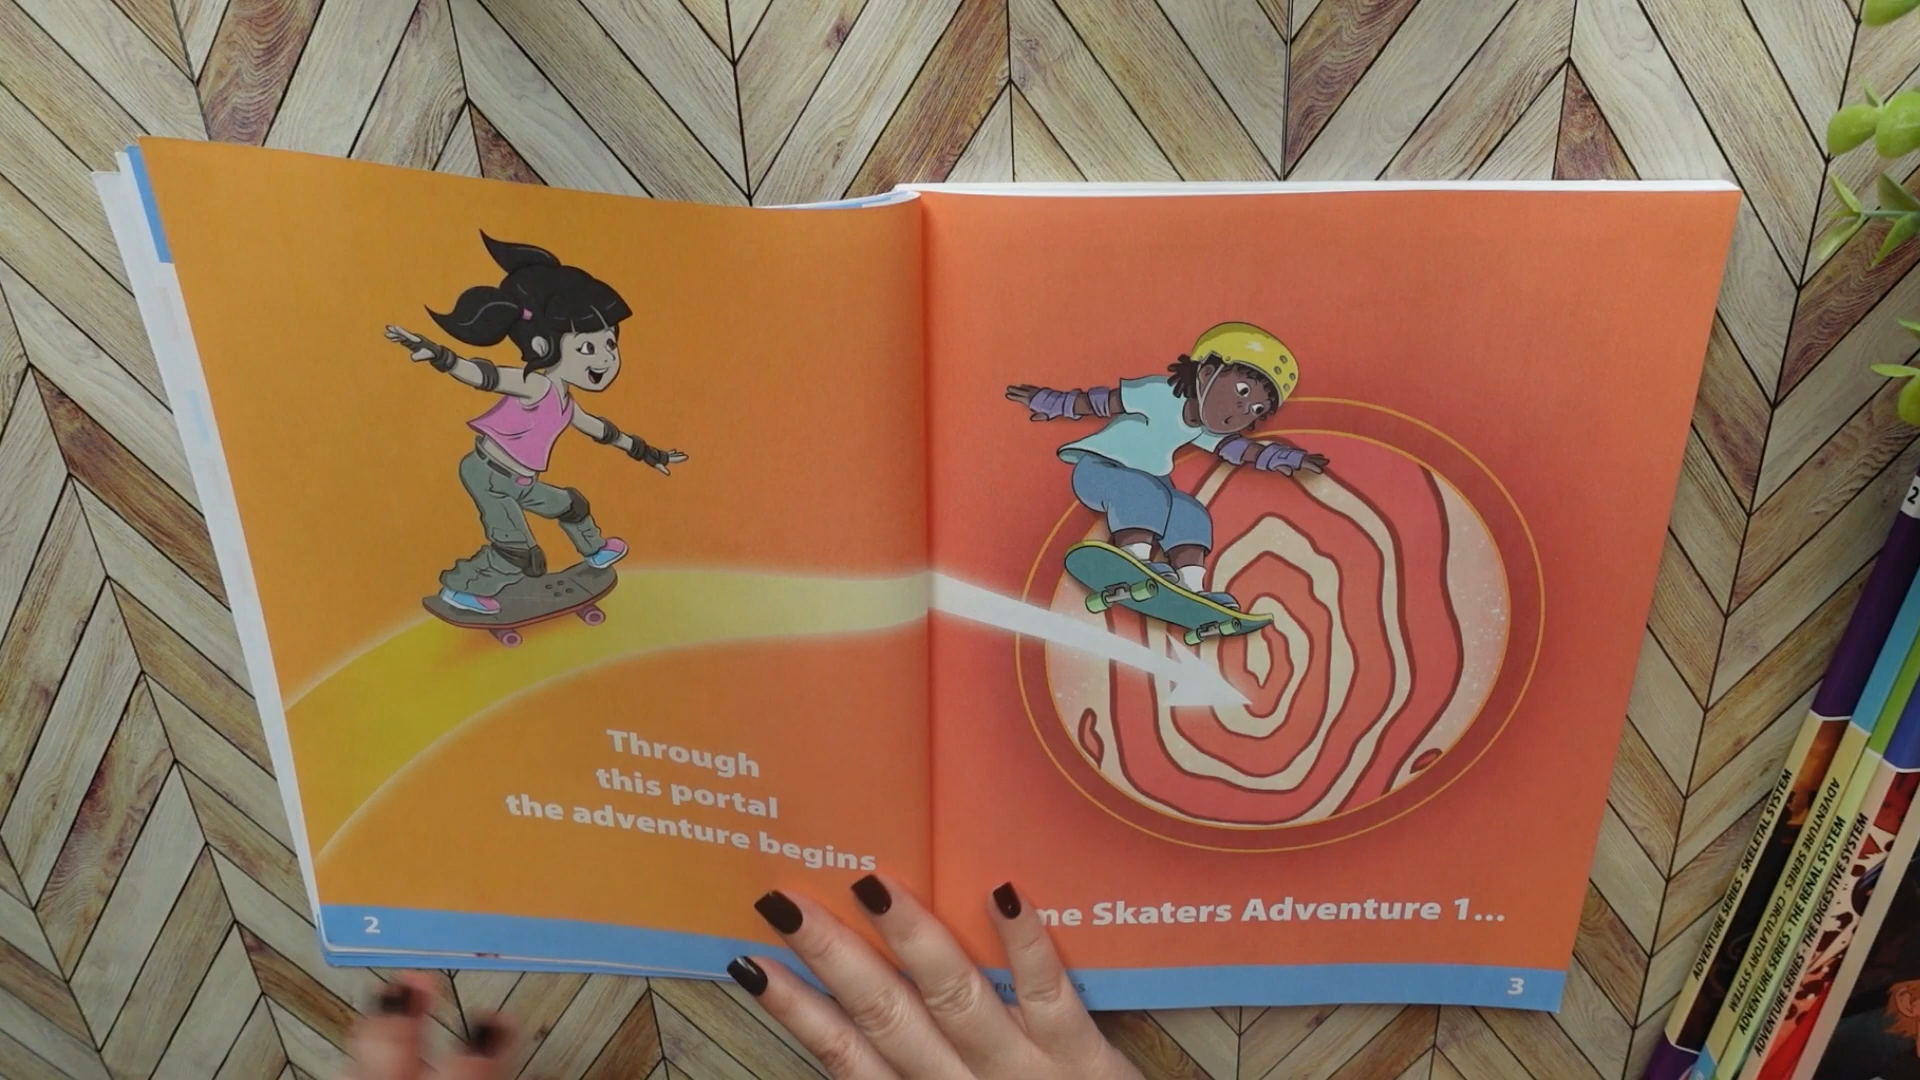 Through
this portal
the adventure begins
2
Skaters Adventure 1...
3
ADVENTURE SERIES - SKELETAL SYSTEM
ADVENTURE SERIES - CIRCULATORY SYSTEM
ADVENTURE SERIES - THE RENAL SYSTEM
ADVENTURE SERIES - THE DIGESTIVE SYSTEM
2